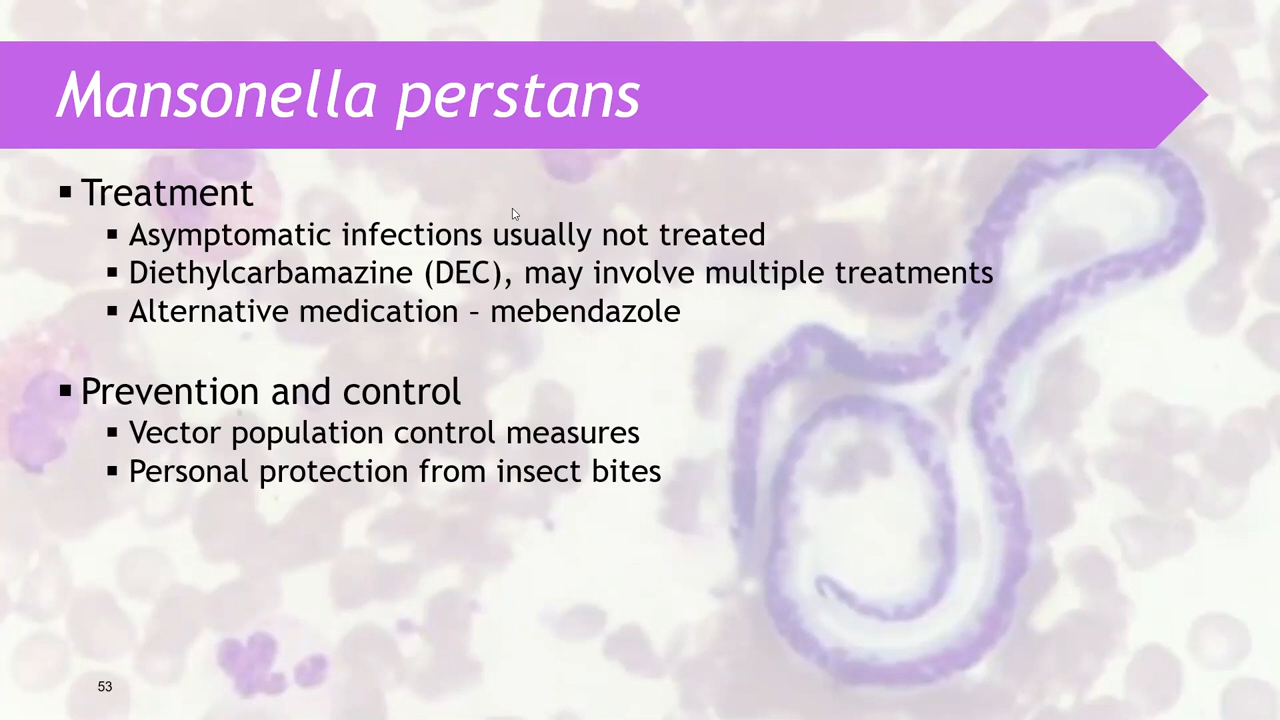 Mansonella perstans
▪ Treatment
▪ Asymptomatic infections usually not treated
▪ Diethylcarbamazine (DEC), may involve multiple treatments
▪ Alternative medication – mebendazole
▪ Prevention and control
▪ Vector population control measures
▪ Personal protection from insect bites
53